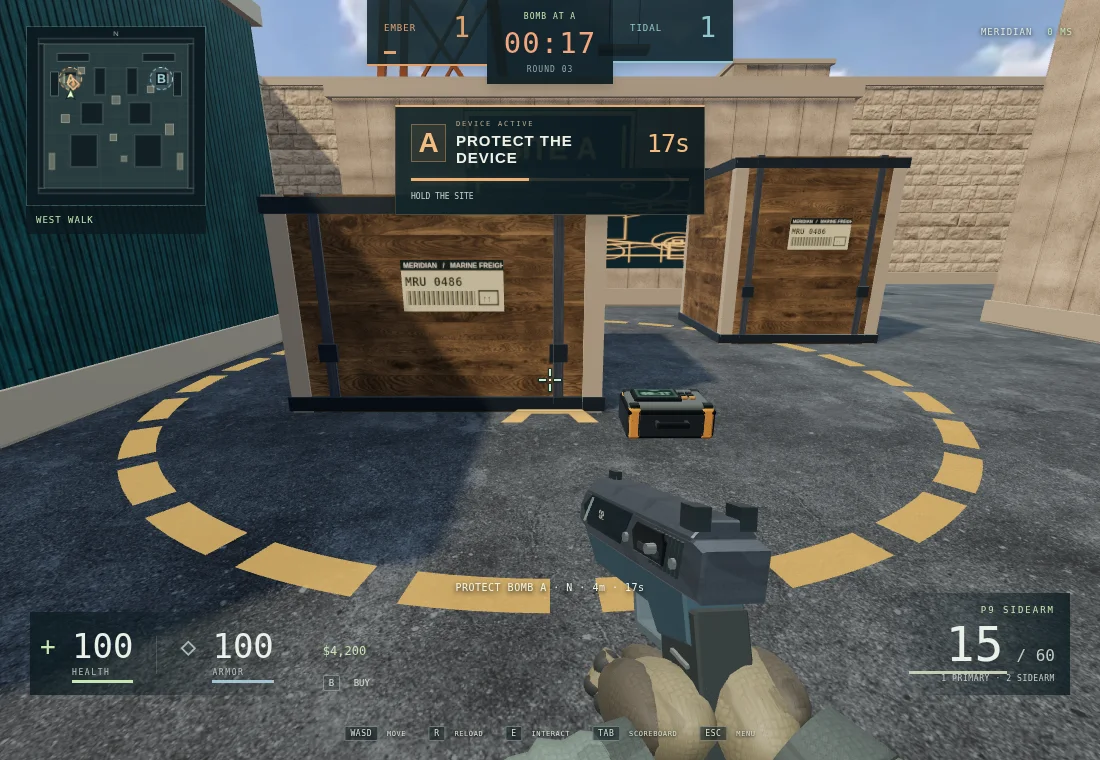 N
A
B
WEST WALK
EMBER 1
BOMB AT A
00:17
ROUND 03
TIDAL 1
MERIDIAN 0 MS
A
DEVICE ACTIVE
PROTECT THE
DEVICE
17s
HOLD THE SITE
MERIDIAN / MARINE FREIGH
MRU 0486
MERIDIAN / MARINE FREIGH
MRU 0486
PROTECT BOMB A · N · 4m · 17s
+ 100
HEALTH
100
ARMOR
$4,200
B BUY
P9 SIDEARM
15 / 60
1 PRIMARY · 2 SIDEARM
WASD MOVE R RELOAD E INTERACT TAB SCOREBOARD ESC MENU